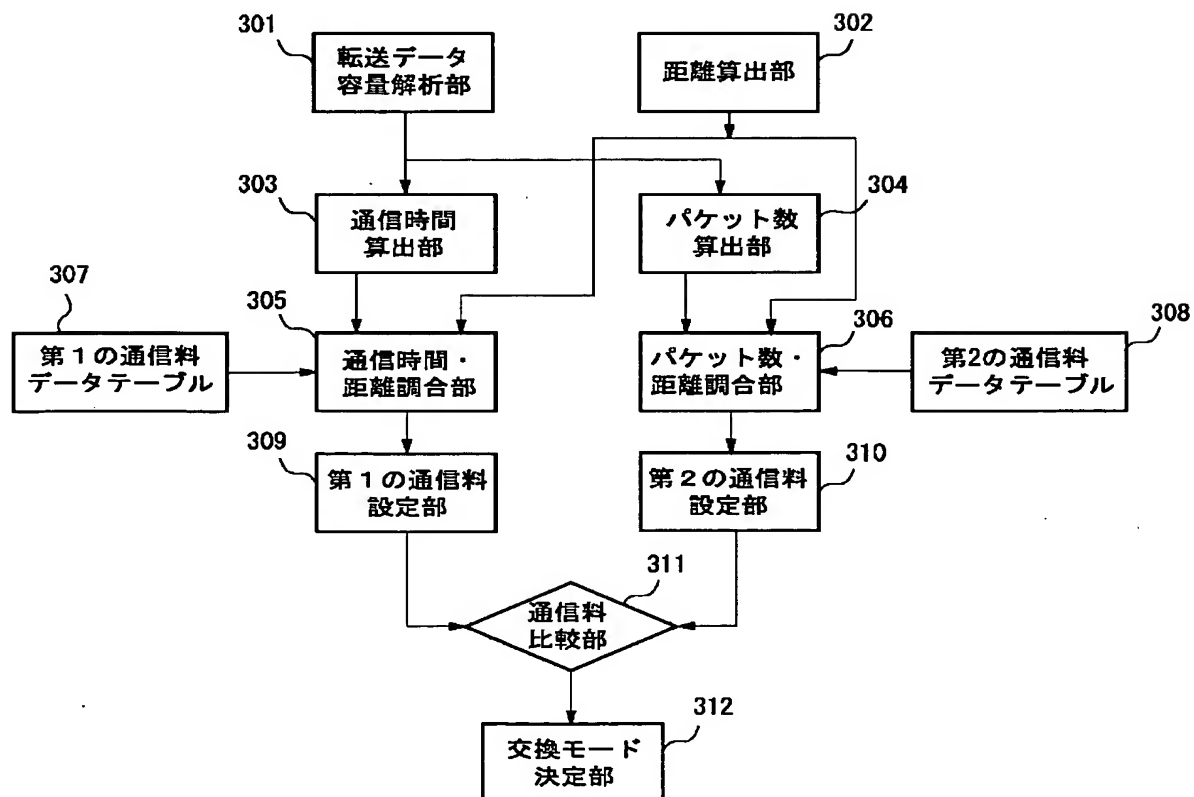 301
転送データ
容量解析部
302
距離算出部
303
通信時間
算出部
304
パケット数
算出部
307
第1の通信料
データテーブル
305
通信時間・
距離調合部
306
パケット数・
距離調合部
308
第2の通信料
データテーブル
309
第1の通信料
設定部
310
第2の通信料
設定部
311
通信料
比較部
312
交換モード
決定部